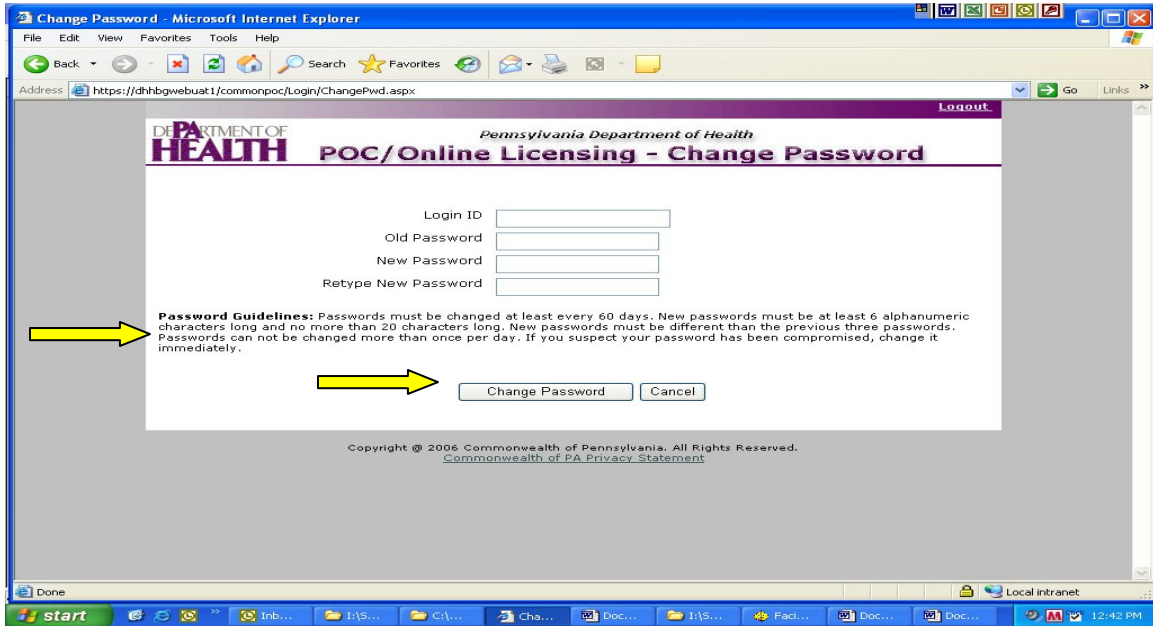 Change Password - Microsoft Internet Explorer
File Edit View Favorites Tools Help
Back Search Favorites
Address https://dhhbgwebuat1/commonpoc/Login/ChangePwd.aspx Go Links
Logout
DEPARTMENT OF
HEALTH
Pennsylvania Department of Health
POC/Online Licensing - Change Password
Login ID
Old Password
New Password
Retype New Password
Password Guidelines: Passwords must be changed at least every 60 days. New passwords must be at least 6 alphanumeric
characters long and no more than 20 characters long. New passwords must be different than the previous three passwords.
Passwords can not be changed more than once per day. If you suspect your password has been compromised, change it
immediately.
Change Password Cancel
Copyright @ 2006 Commonwealth of Pennsylvania. All Rights Reserved.
Commonwealth of PA Privacy Statement
Done Local intranet
start Inb... I:\S... C:\... Cha... Doc... I:\S... Faci... Doc... Doc... 12:42 PM